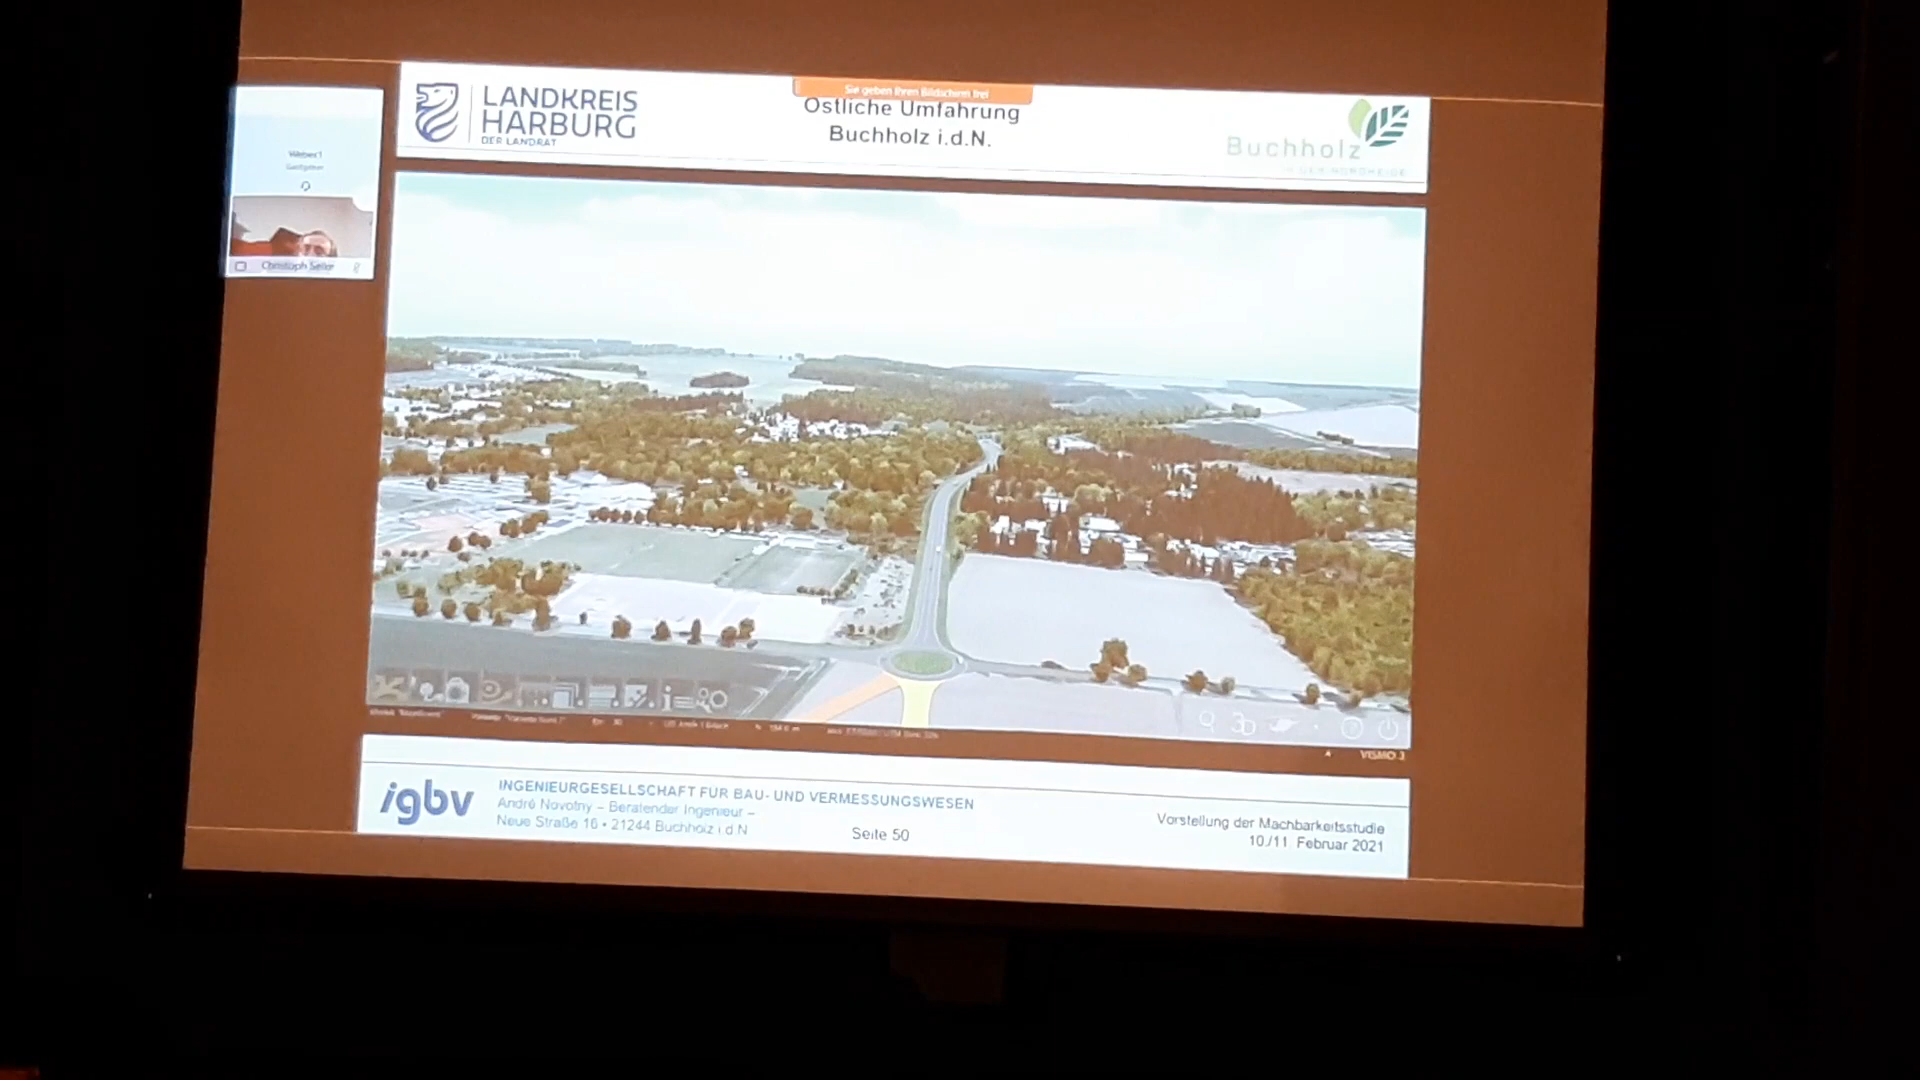 LANDKREIS
HARBURG
DER LANDRAT
Sie geben Ihren Bildschirm frei
Östliche Umfahrung
Buchholz i.d.N.
Buchholz
Christoph
VISMO 3
igbv
INGENIEURGESELLSCHAFT FÜR BAU- UND VERMESSUNGSWESEN
André Novotny – Beratender Ingenieur –
Neue Straße 16 • 21244 Buchholz i.d.N
Seite 50
Vorstellung der Machbarkeitsstudie
10./11. Februar 2021